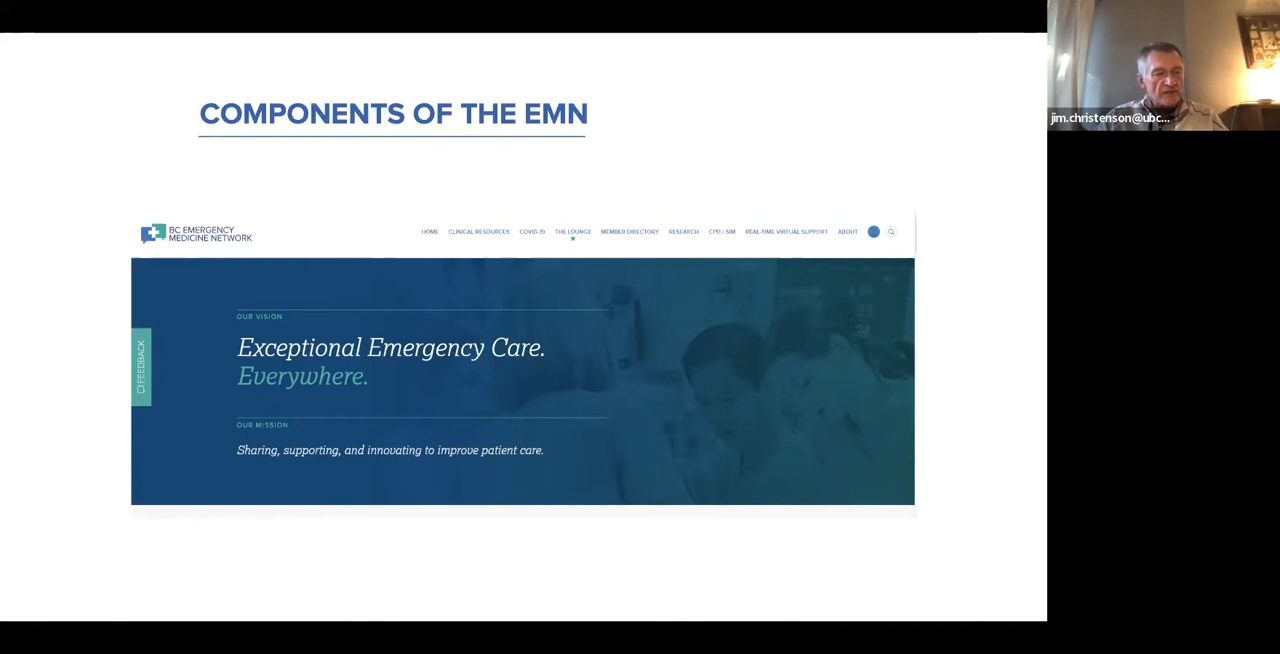 COMPONENTS OF THE EMN
jim.christenson@ubc...
BC EMERGENCY
MEDICINE NETWORK
HOME CLINICAL RESOURCES COVID-19 THE LOUNGE MEMBER DIRECTORY RESEARCH CPD / SIM REAL-TIME VIRTUAL SUPPORT ABOUT
OUR VISION
Exceptional Emergency Care.
Everywhere.
FEEDBACK
OUR MISSION
Sharing, supporting, and innovating to improve patient care.